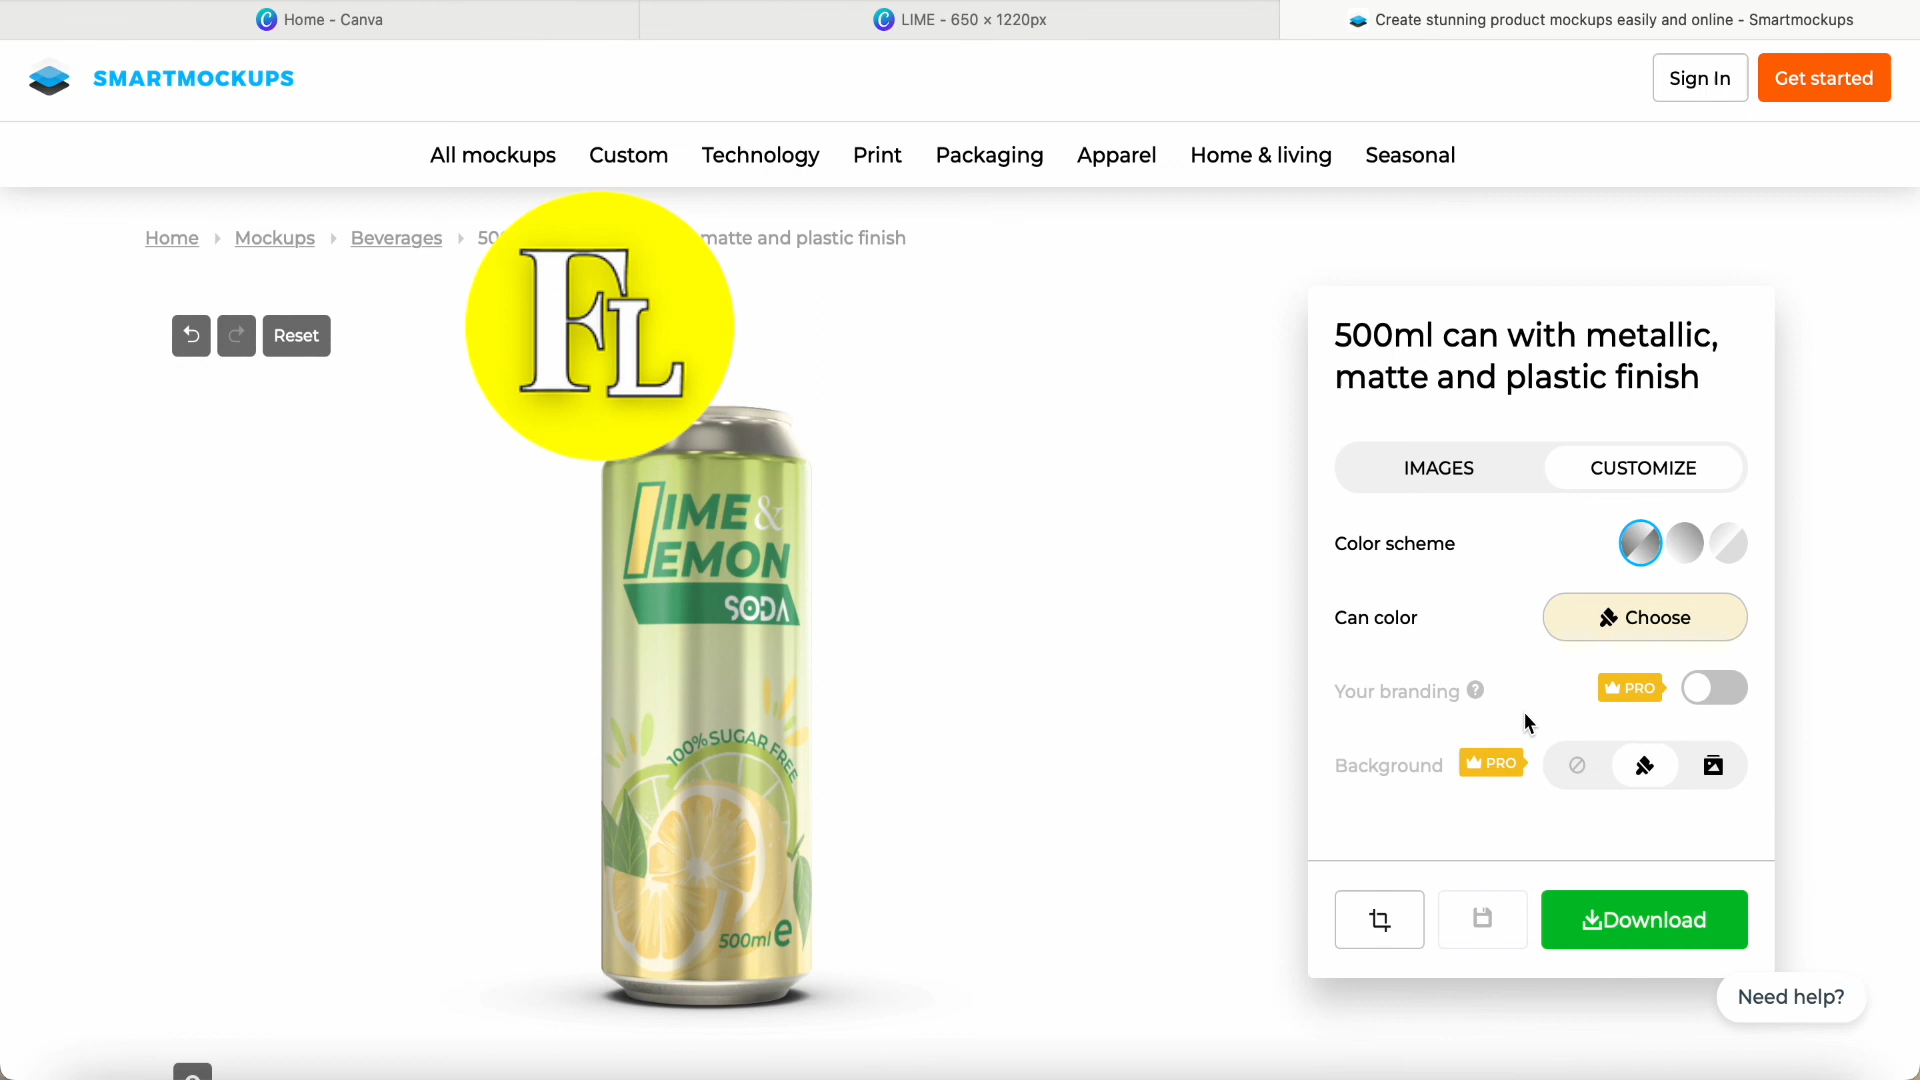 Home - Canva
LIME - 650 × 1220px
Create stunning product mockups easily and online - Smartmockups
SMARTMOCKUPS
Sign In
Get started
All mockups
Custom
Technology
Print
Packaging
Apparel
Home & living
Seasonal
Home
Mockups
Beverages
matte and plastic finish
FL
Reset
500ml can with metallic,
matte and plastic finish
IMAGES
CUSTOMIZE
Color scheme
Can color
Choose
Your branding ?
PRO
Background
PRO
Download
Need help?
LIME &
LEMON
SODA
100% SUGAR FREE
500ml e